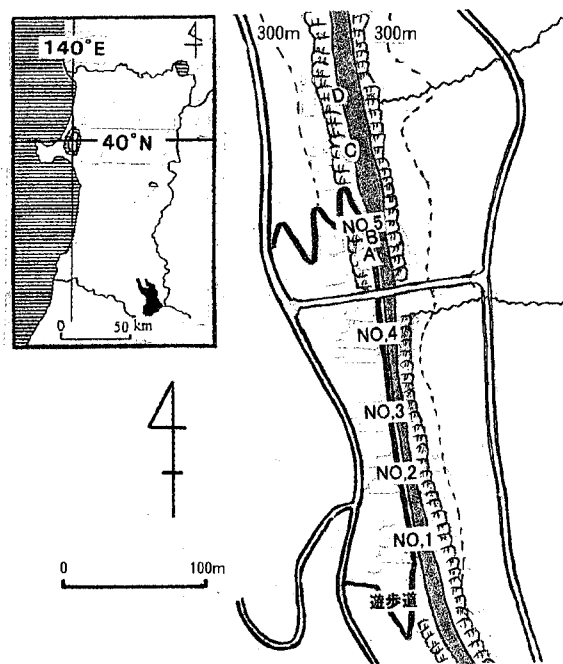 140°E
40°N
0 50 km
300m
300m
D
C
NO,5
B
A
NO,4
NO,3
NO,2
NO,1
遊歩道
0 100m